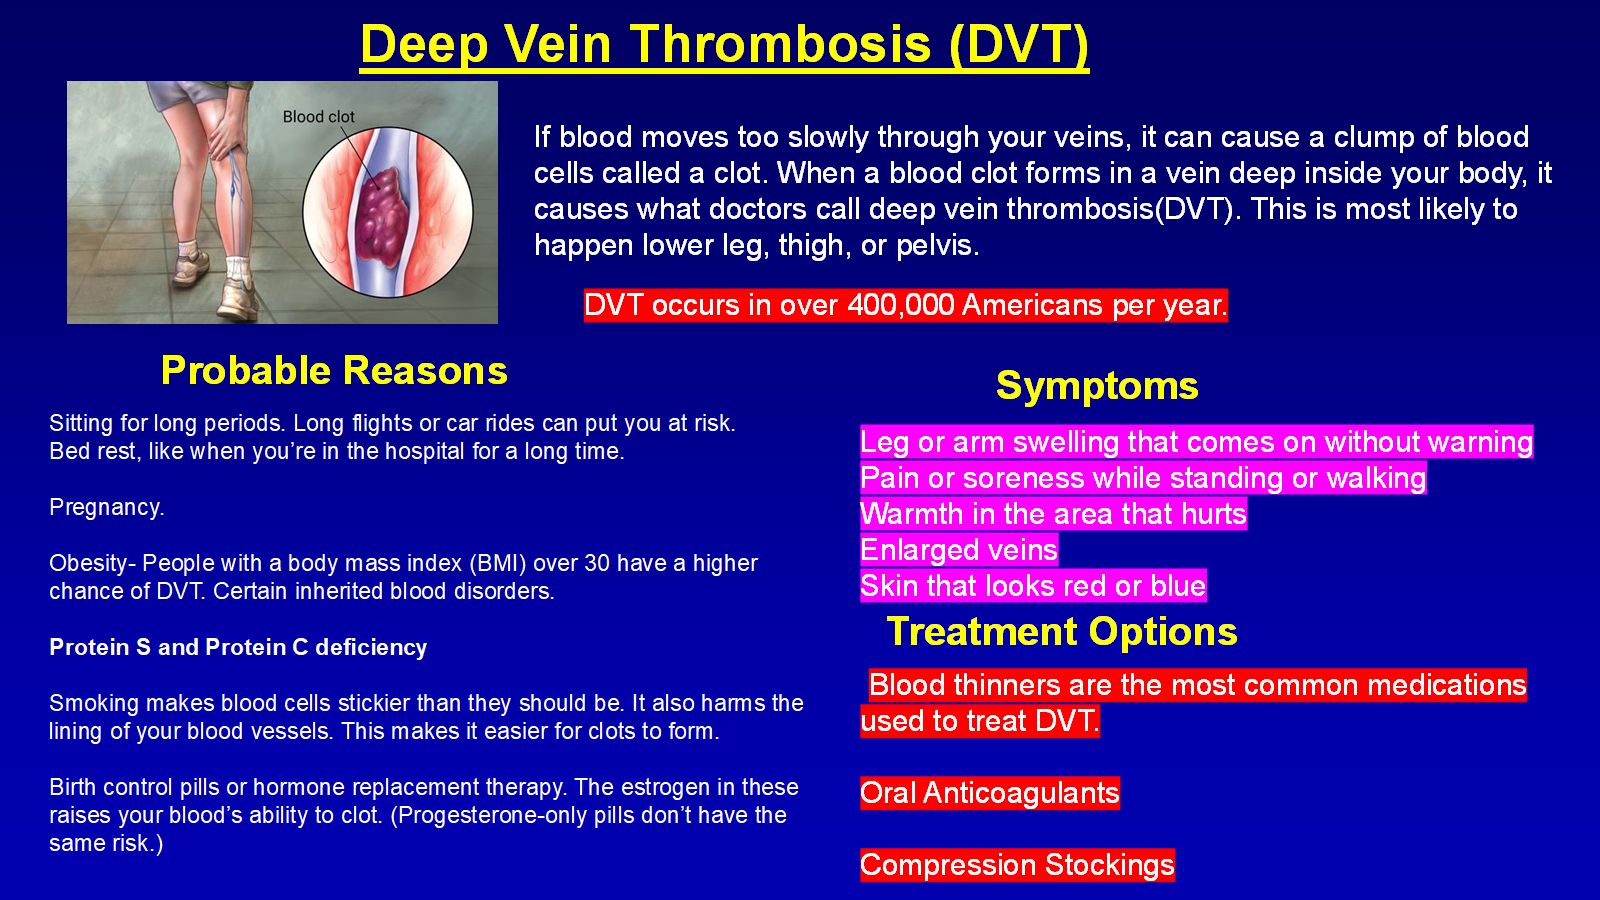 Deep Vein Thrombosis (DVT)
Blood clot
If blood moves too slowly through your veins, it can cause a clump of blood
cells called a clot. When a blood clot forms in a vein deep inside your body, it
causes what doctors call deep vein thrombosis(DVT). This is most likely to
happen lower leg, thigh, or pelvis.
DVT occurs in over 400,000 Americans per year.
Probable Reasons
Sitting for long periods. Long flights or car rides can put you at risk.
Bed rest, like when you’re in the hospital for a long time.
Pregnancy.
Obesity- People with a body mass index (BMI) over 30 have a higher
chance of DVT. Certain inherited blood disorders.
Protein S and Protein C deficiency
Smoking makes blood cells stickier than they should be. It also harms the
lining of your blood vessels. This makes it easier for clots to form.
Birth control pills or hormone replacement therapy. The estrogen in these
raises your blood’s ability to clot. (Progesterone-only pills don’t have the
same risk.)
Symptoms
Leg or arm swelling that comes on without warning
Pain or soreness while standing or walking
Warmth in the area that hurts
Enlarged veins
Skin that looks red or blue
Treatment Options
Blood thinners are the most common medications
used to treat DVT.
Oral Anticoagulants
Compression Stockings